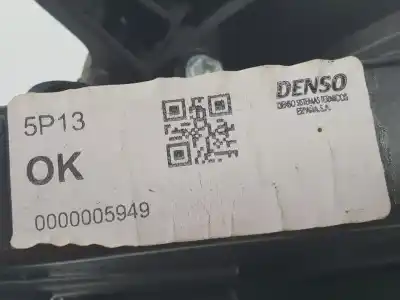 5P13
DENSO
DENSO SISTEMAS TERMICOS
ESPAÑA, S.A.
OK
0000005949